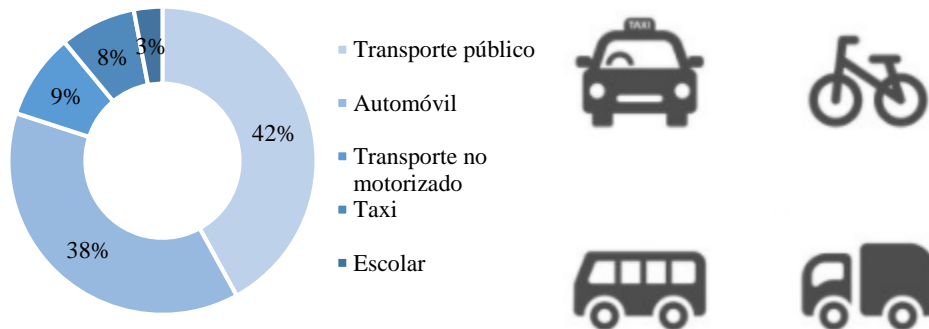 3%
8%
9%
42%
38%
Transporte público
Automóvil
Transporte no
motorizado
Taxi
Escolar
TAXI